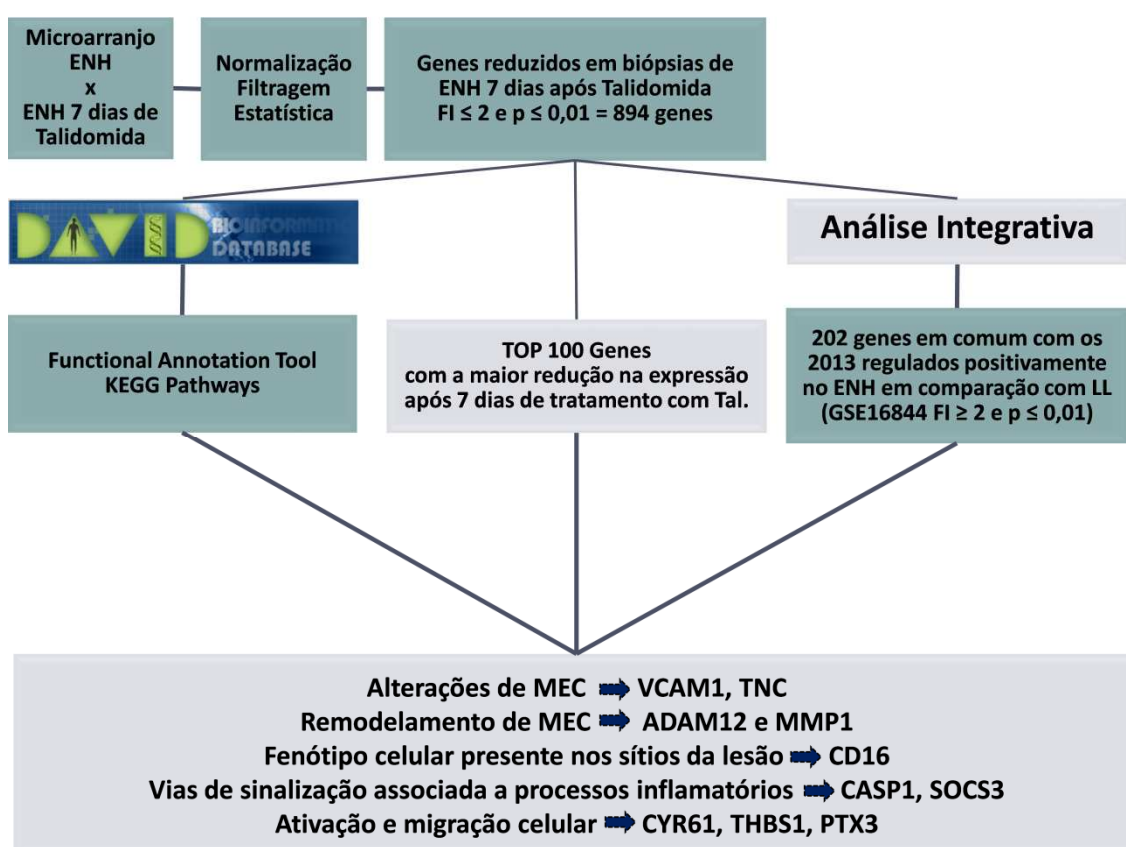 Microarranjo
ENH
x
ENH 7 dias de
Talidomida
Normalização
Filtragem
Estatística
Genes reduzidos em biópsias de
ENH 7 dias após Talidomida
FI ≤ 2 e p ≤ 0,01 = 894 genes
DAVID BIOINFORMATICS
DATABASE
Análise Integrativa
Functional Annotation Tool
KEGG Pathways
TOP 100 Genes
com a maior redução na expressão
após 7 dias de tratamento com Tal.
202 genes em comum com os
2013 regulados positivamente
no ENH em comparação com LL
(GSE16844 FI ≥ 2 e p ≤ 0,01)
Alterações de MEC ➡ VCAM1, TNC
Remodelamento de MEC ➡ ADAM12 e MMP1
Fenótipo celular presente nos sítios da lesão ➡ CD16
Vias de sinalização associada a processos inflamatórios ➡ CASP1, SOCS3
Ativação e migração celular ➡ CYR61, THBS1, PTX3